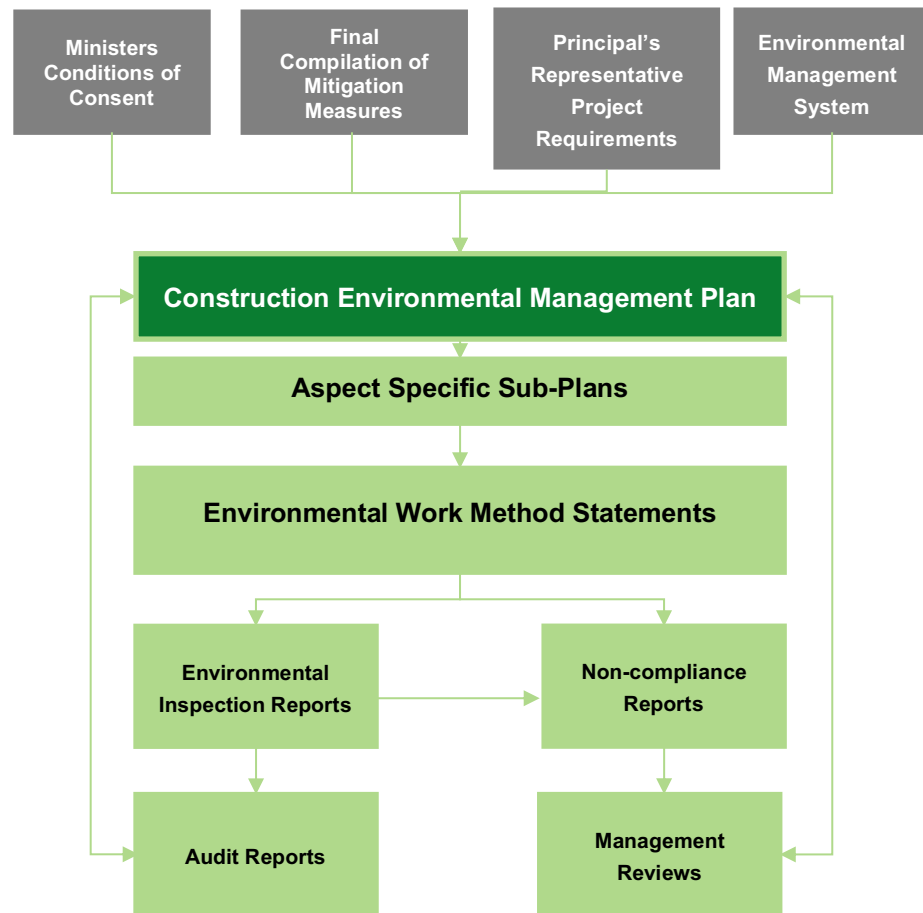 Ministers
Conditions of
Consent
Final
Compilation of
Mitigation
Measures
Principal’s
Representative
Project
Requirements
Environmental
Management
System
Construction Environmental Management Plan
Aspect Specific Sub-Plans
Environmental Work Method Statements
Environmental
Inspection Reports
Non-compliance
Reports
Audit Reports
Management
Reviews